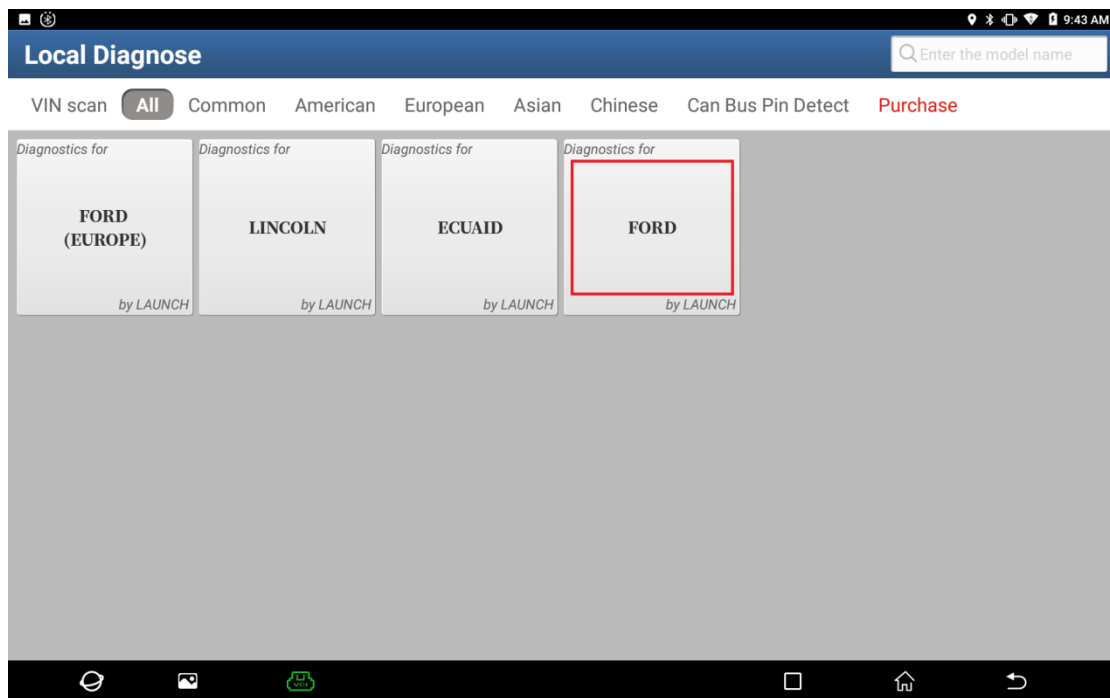 9:43 AM
Local Diagnose
Enter the model name
VIN scan All Common American European Asian Chinese Can Bus Pin Detect Purchase
Diagnostics for
FORD
(EUROPE)
by LAUNCH
Diagnostics for
LINCOLN
by LAUNCH
Diagnostics for
ECUAID
by LAUNCH
Diagnostics for
FORD
by LAUNCH
VCI